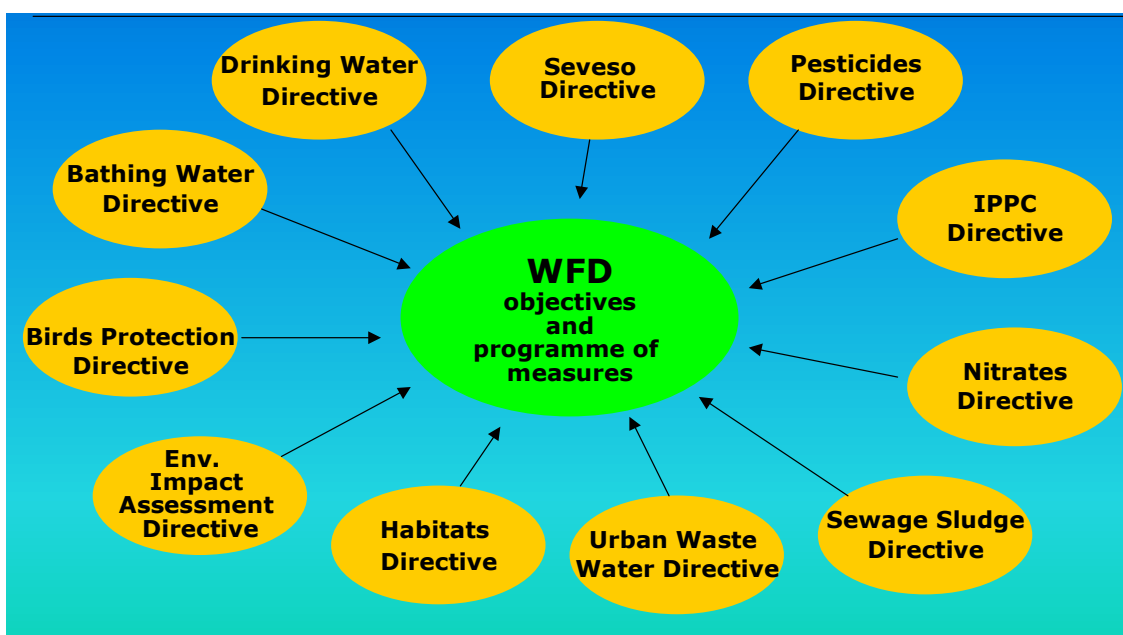 Drinking Water
Directive
Seveso
Directive
Pesticides
Directive
Bathing Water
Directive
IPPC
Directive
WFD
objectives
and
programme of
measures
Birds Protection
Directive
Nitrates
Directive
Env.
Impact
Assessment
Directive
Habitats
Directive
Urban Waste
Water Directive
Sewage Sludge
Directive